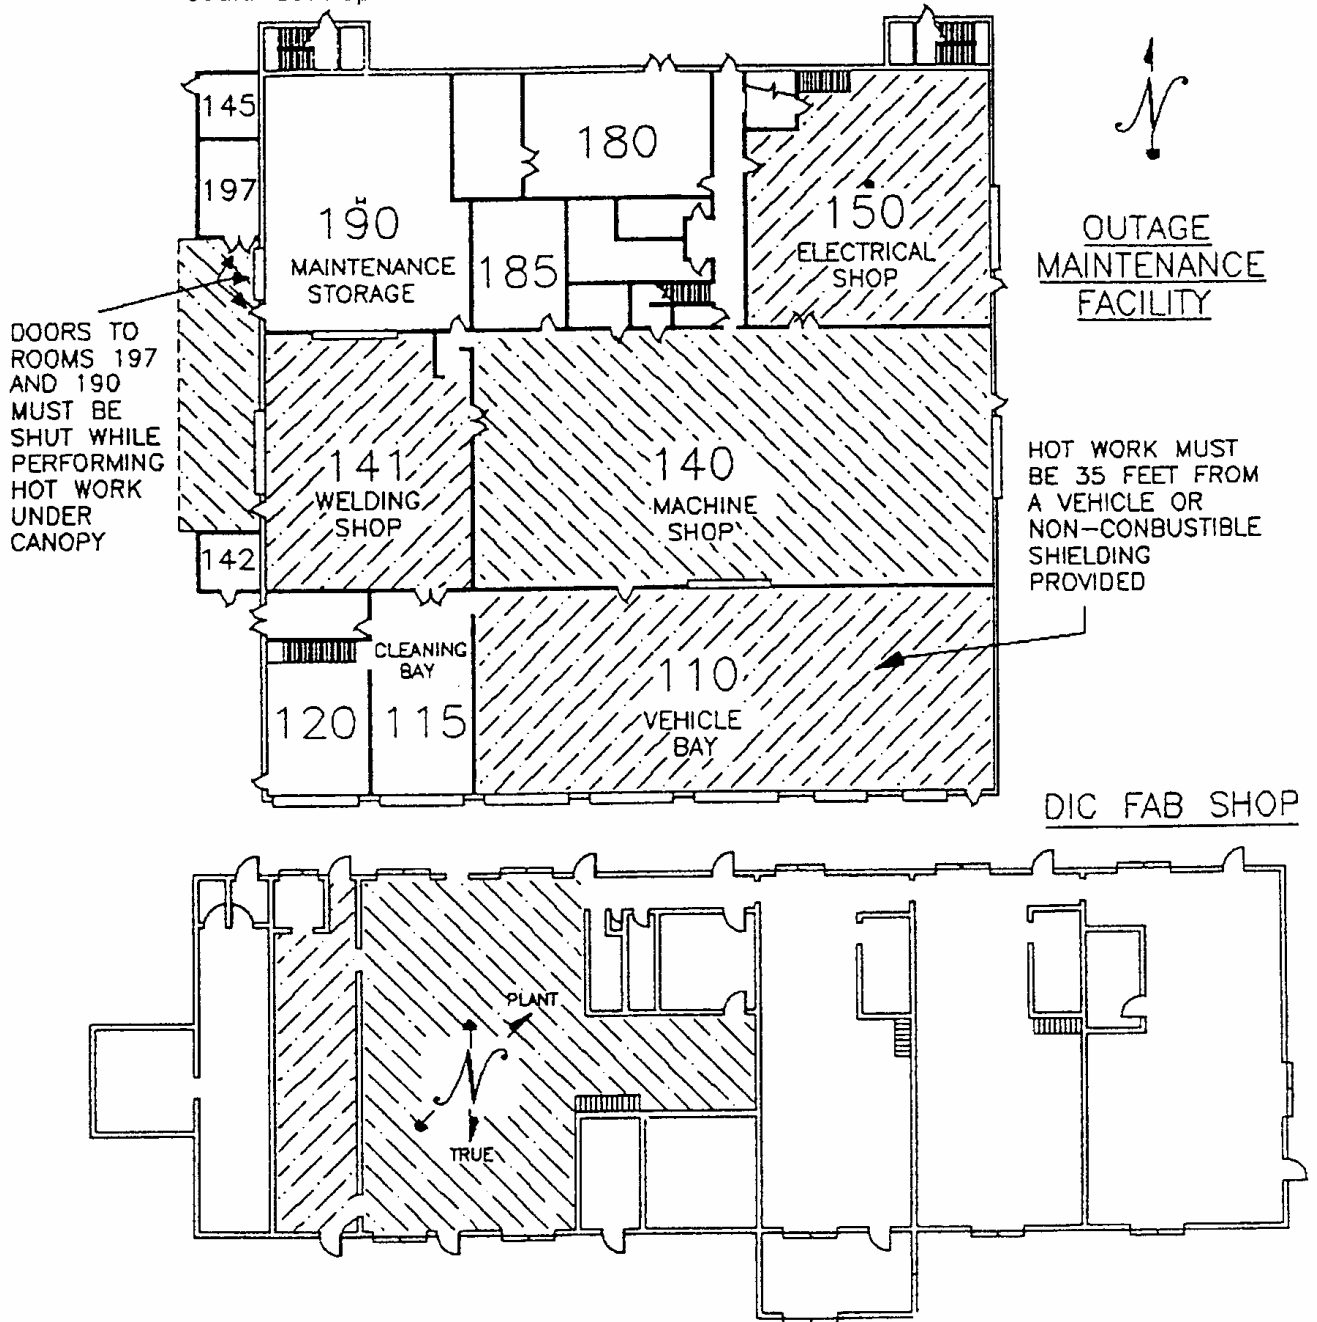 145
197
190
MAINTENANCE
STORAGE
180
185
150
ELECTRICAL
SHOP
N
OUTAGE
MAINTENANCE
FACILITY
DOORS TO
ROOMS 197
AND 190
MUST BE
SHUT WHILE
PERFORMING
HOT WORK
UNDER
CANOPY
141
WELDING
SHOP
140
MACHINE
SHOP
HOT WORK MUST
BE 35 FEET FROM
A VEHICLE OR
NON-CONBUSTIBLE
SHIELDING
PROVIDED
142
CLEANING
BAY
120
115
110
VEHICLE
BAY
DIC FAB SHOP
PLANT
N
TRUE